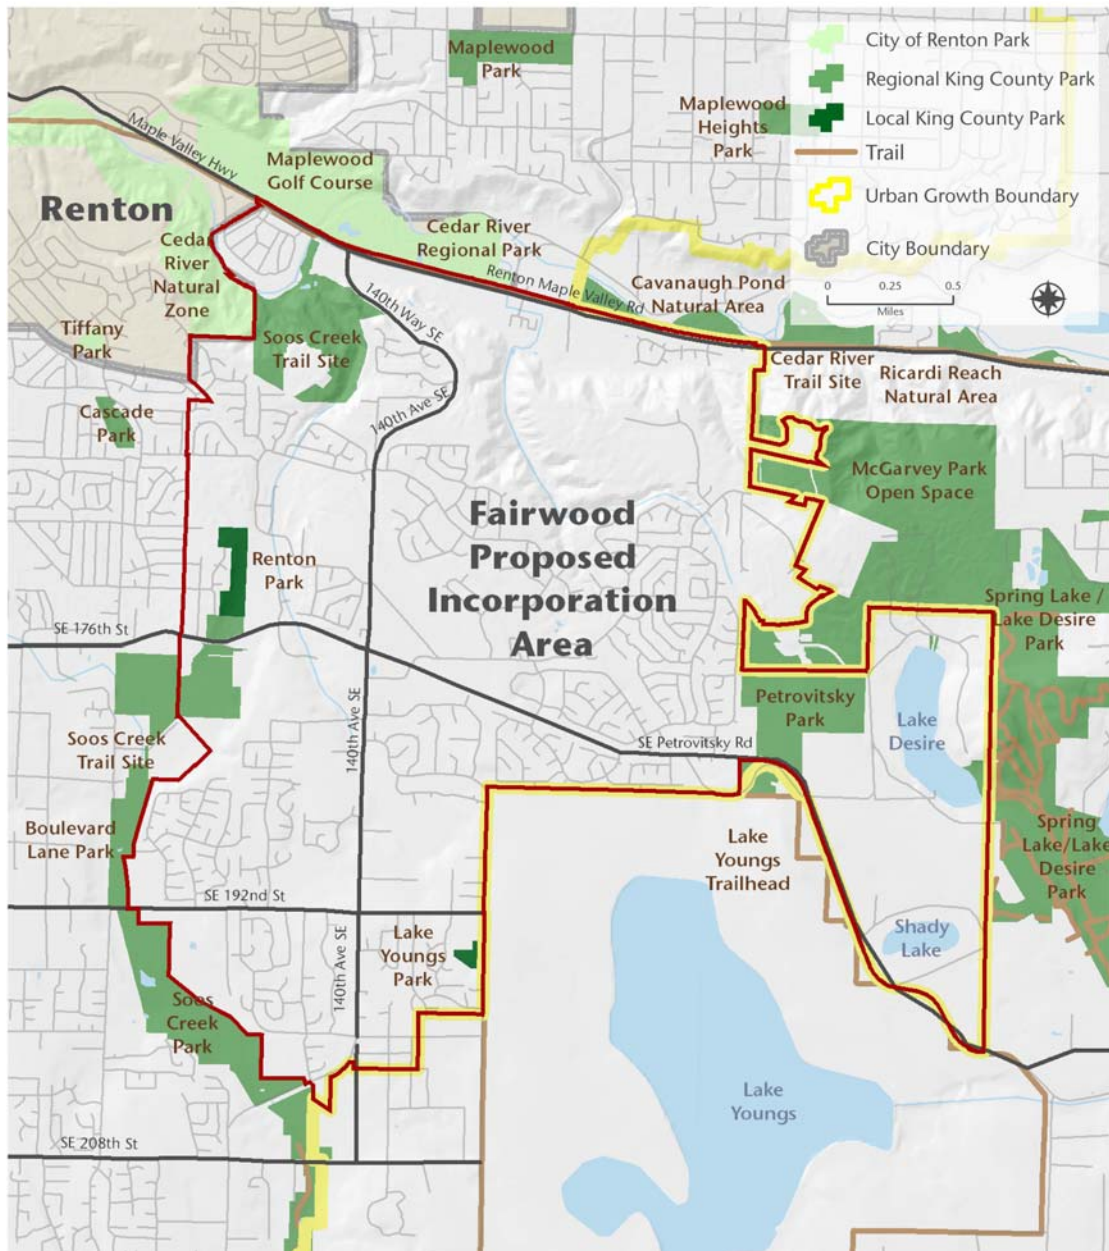 Maplewood
Park
City of Renton Park
Regional King County Park
Local King County Park
Trail
Urban Growth Boundary
City Boundary
0 0.25 0.5
Miles
Maplewood
Heights
Park
Maple Valley Hwy
Maplewood
Golf Course
Renton
Cedar River
Regional Park
Cedar
River
Natural
Zone
Renton Maple Valley Rd
Cavanaugh Pond
Natural Area
Tiffany
Park
Soos Creek
Trail Site
140th Way SE
Cedar River
Trail Site
Ricardi Reach
Natural Area
140th Ave SE
Cascade
Park
McGarvey Park
Open Space
Fairwood
Proposed
Incorporation
Area
Renton
Park
SE 176th St
Spring Lake /
Lake Desire
Park
140th Ave SE
Petrovitsky
Park
Lake
Desire
Soos Creek
Trail Site
SE Petrovitsky Rd
Boulevard
Lane Park
Lake
Youngs
Trailhead
Spring
Lake/Lake
Desire
Park
SE 192nd St
Lake
Youngs
Park
Shady
Lake
140th Ave SE
Soos
Creek
Park
Lake
Youngs
SE 208th St